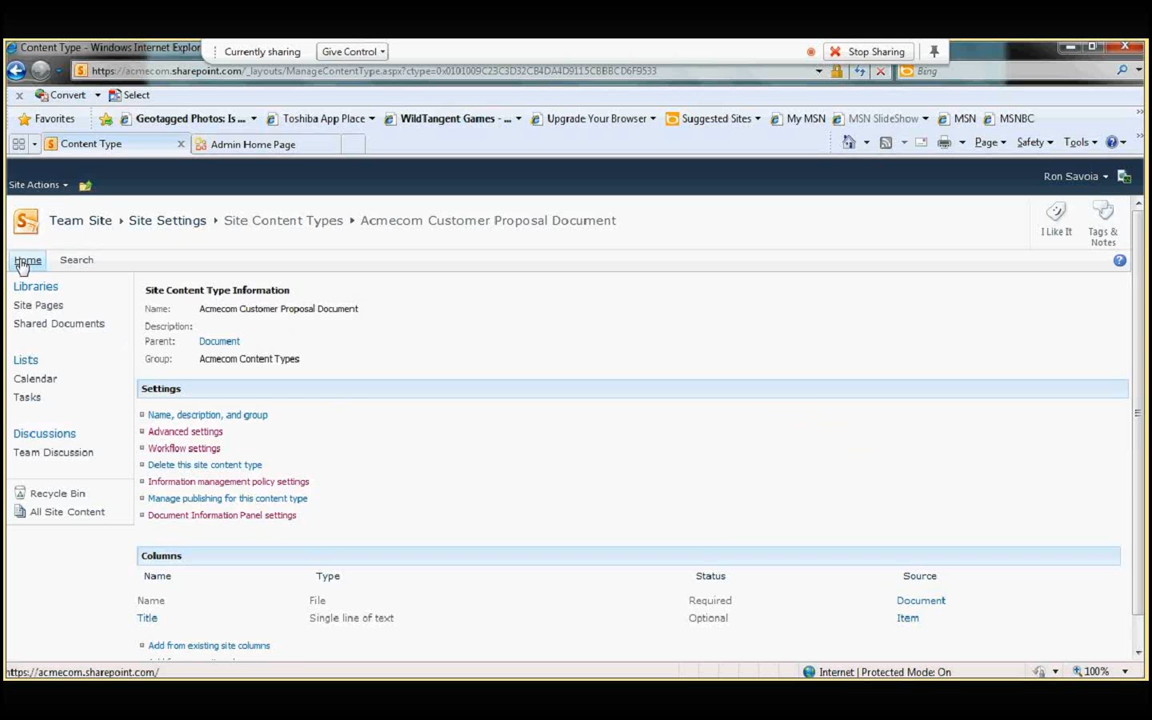 Content Type - Windows Internet Explor
Currently sharing
Give Control
Stop Sharing
https://acmecom.sharepoint.com/_layouts/ManageContentType.aspx?ctype=0x0101009C23C3D32CB4DA4D9115CBBBCD6F9533
Bing
Convert
Select
Favorites
Geotagged Photos: Is ...
Toshiba App Place
WildTangent Games - ...
Upgrade Your Browser
Suggested Sites
My MSN
MSN SlideShow
MSN
MSNBC
Content Type
Admin Home Page
Page
Safety
Tools
Site Actions
Ron Savoia
Team Site
Site Settings
Site Content Types
Acmecom Customer Proposal Document
I Like It
Tags &
Notes
Home
Search
Libraries
Site Pages
Shared Documents
Lists
Calendar
Tasks
Discussions
Team Discussion
Recycle Bin
All Site Content
Site Content Type Information
Name: Acmecom Customer Proposal Document
Description:
Parent: Document
Group: Acmecom Content Types
Settings
Name, description, and group
Advanced settings
Workflow settings
Delete this site content type
Information management policy settings
Manage publishing for this content type
Document Information Panel settings
Columns
Name Type Status Source
Name File Required Document
Title Single line of text Optional Item
Add from existing site columns
https://acmecom.sharepoint.com/
Internet | Protected Mode: On
100%